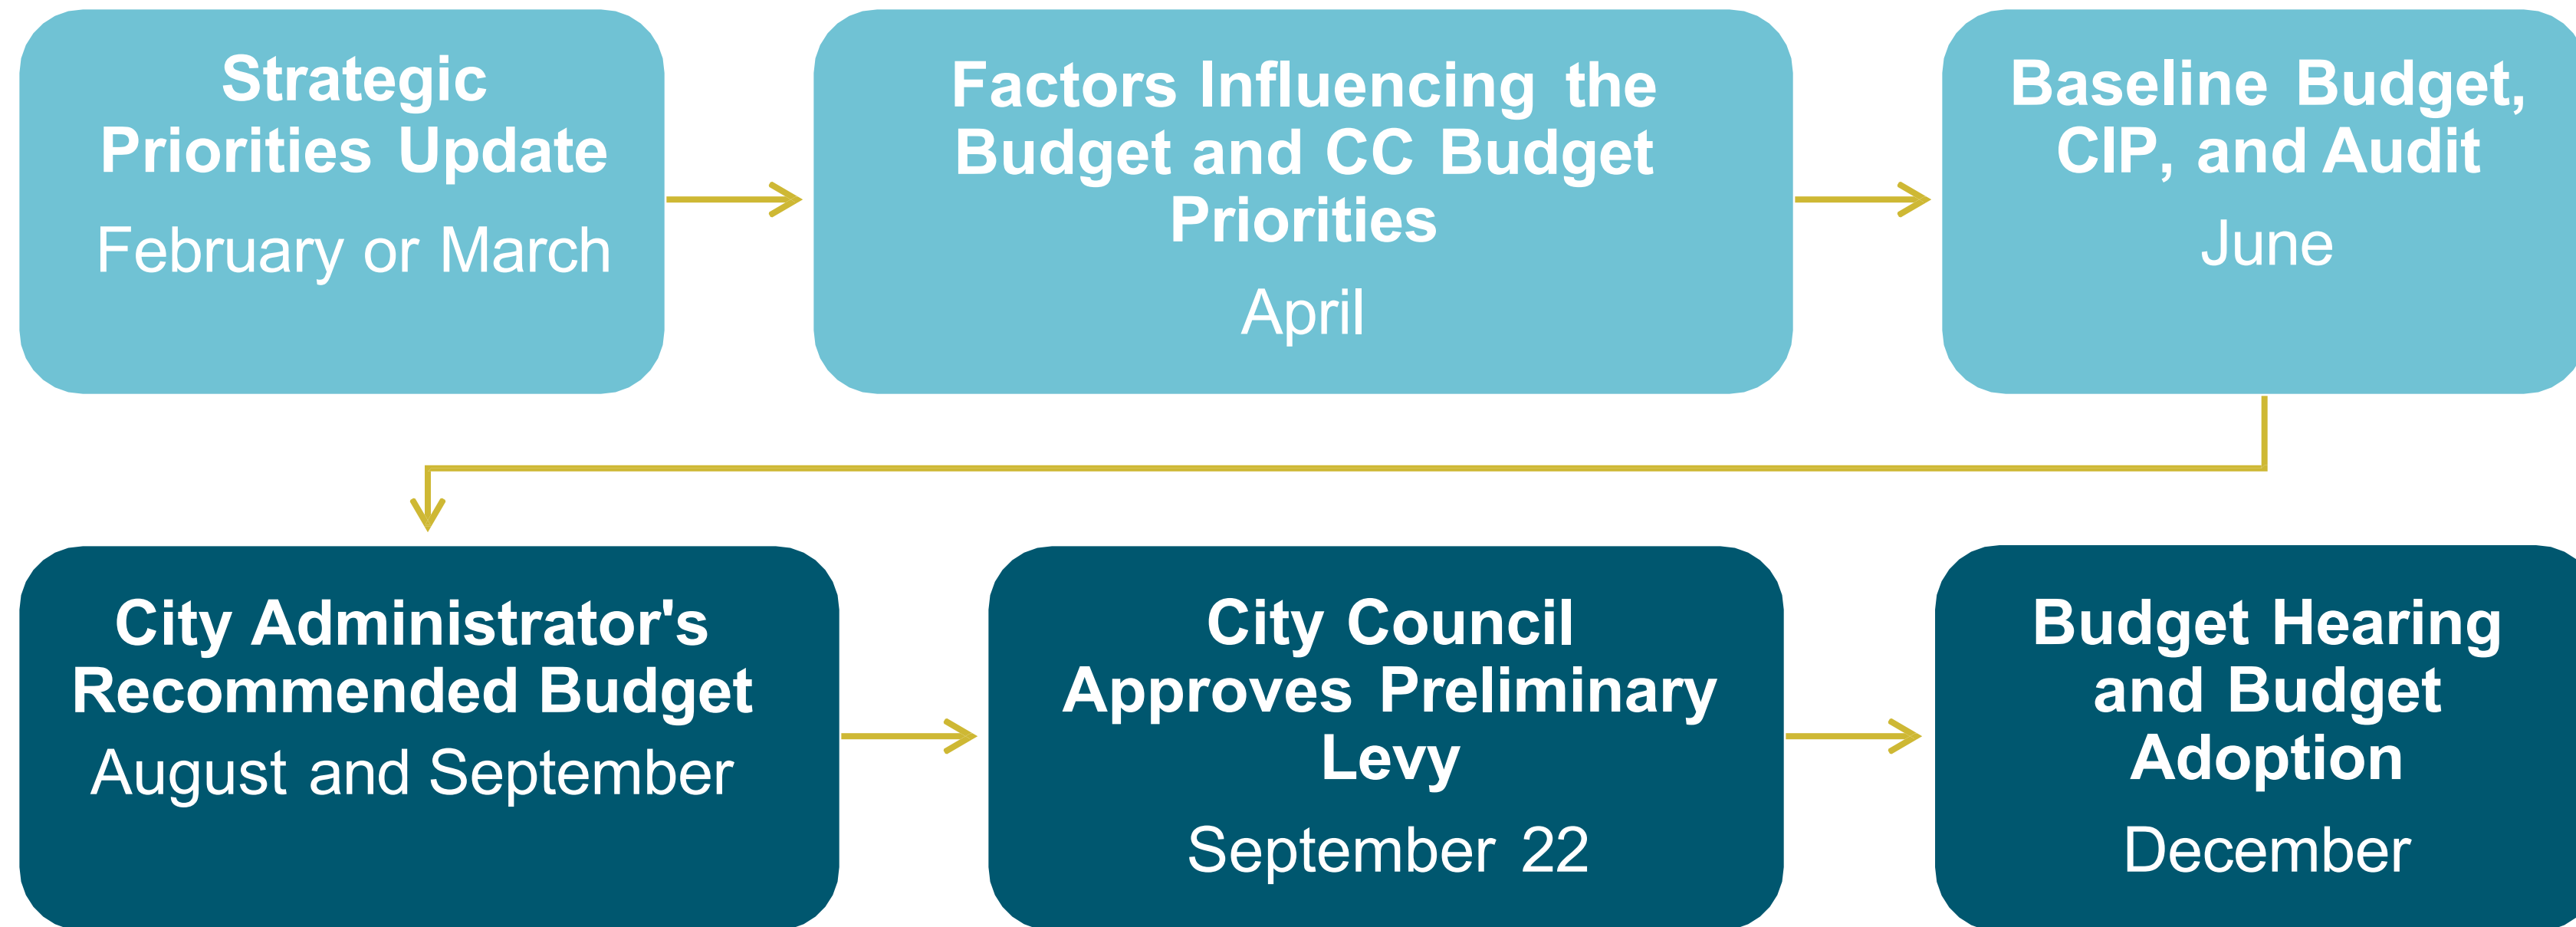 Strategic
Priorities Update
February or March
Factors Influencing the
Budget and CC Budget
Priorities
April
Baseline Budget,
CIP, and Audit
June
City Administrator's
Recommended Budget
August and September
City Council
Approves Preliminary
Levy
September 22
Budget Hearing
and Budget
Adoption
December